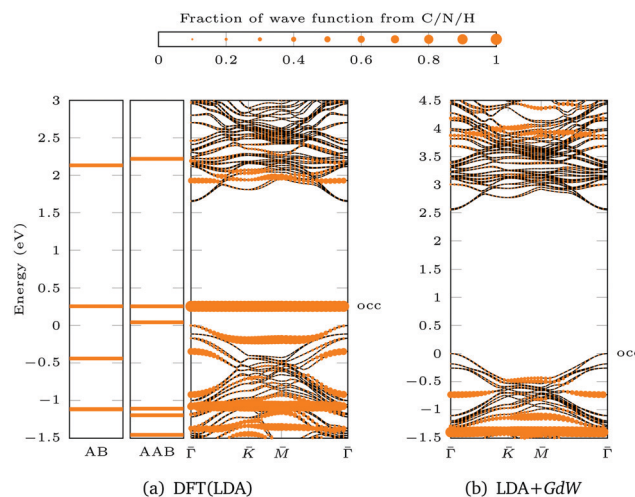 Fraction of wave function from C/N/H
0 0.2 0.4 0.6 0.8 1
Energy (eV)
3
2.5
2
1.5
1
0.5
0
−0.5
−1
−1.5
AB
AAB
Γ̄ K̄ M̄ Γ̄
occ
(a) DFT(LDA)
4.5
4
3.5
3
2.5
2
1.5
1
0.5
0
−0.5
−1
−1.5
Γ̄ K̄ M̄ Γ̄
occ
(b) LDA+GdW